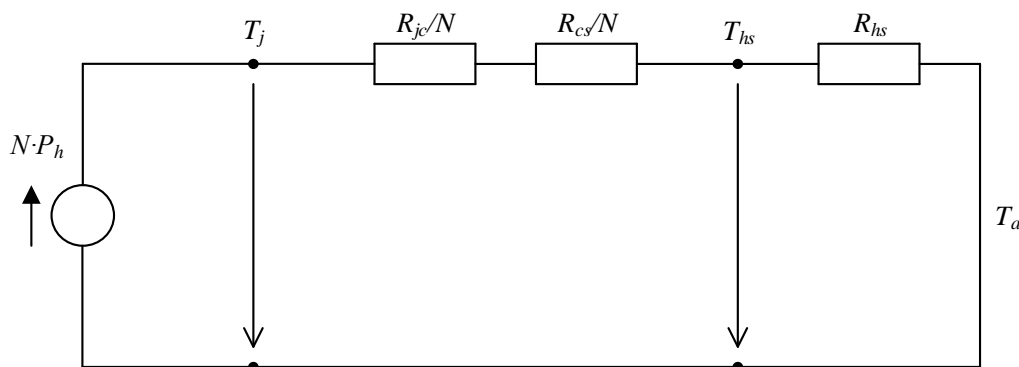 T_j
R_jc/N
R_cs/N
T_hs
R_hs
N·P_h
T_a